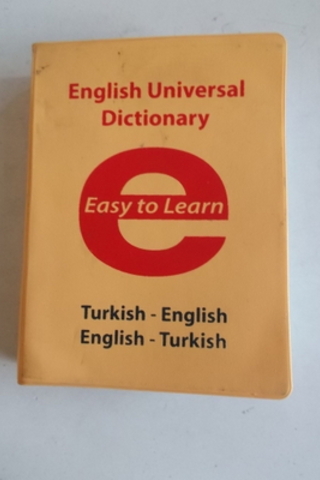 English Universal
Dictionary
e
Easy to Learn
Turkish - English
English - Turkish